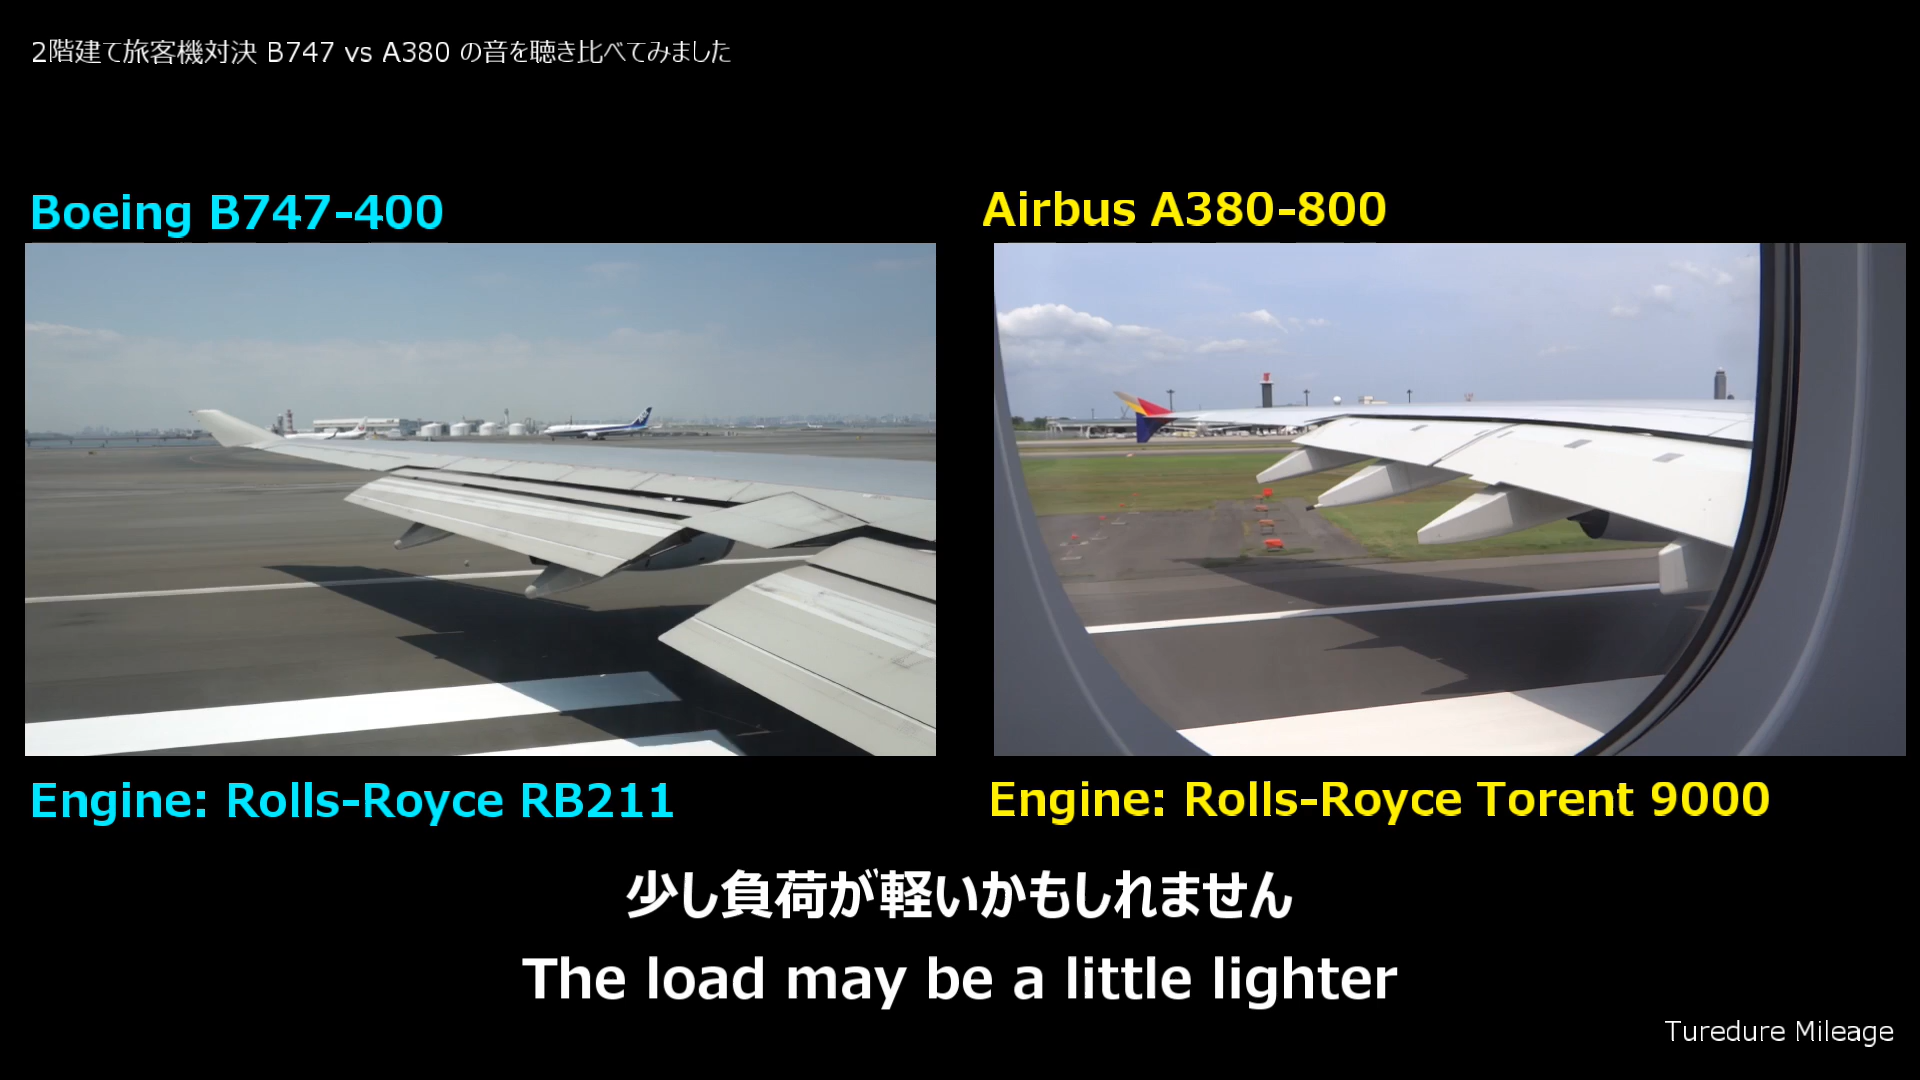 2階建て旅客機対決 B747 vs A380 の音を聴き比べてみました
Boeing B747-400
Airbus A380-800
Engine: Rolls-Royce RB211
Engine: Rolls-Royce Torent 9000
少し負荷が軽いかもしれません
The load may be a little lighter
Turedure Mileage